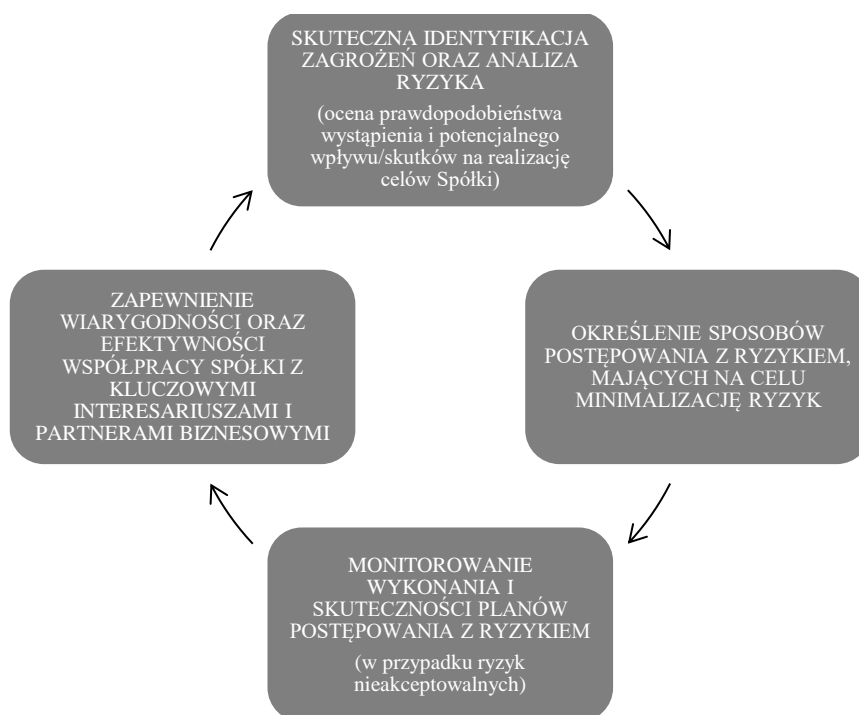 SKUTECZNA IDENTYFIKACJA
ZAGROŻEŃ ORAZ ANALIZA
RYZYKA
(ocena prawdopodobieństwa
wystąpienia i potencjalnego
wpływu/skutków na realizację
celów Spółki)
OKREŚLENIE SPOSOBÓW
POSTĘPOWANIA Z RYZYKIEM,
MAJĄCYCH NA CELU
MINIMALIZACJĘ RYZYK
MONITOROWANIE
WYKONANIA I
SKUTECZNOŚCI PLANÓW
POSTĘPOWANIA Z RYZYKIEM
(w przypadku ryzyk
nieakceptowalnych)
ZAPEWNIENIE
WIARYGODNOŚCI ORAZ
EFEKTYWNOŚCI
WSPÓŁPRACY SPÓŁKI Z
KLUCZOWYMI
INTERESARIUSZAMI I
PARTNERAMI BIZNESOWYMI